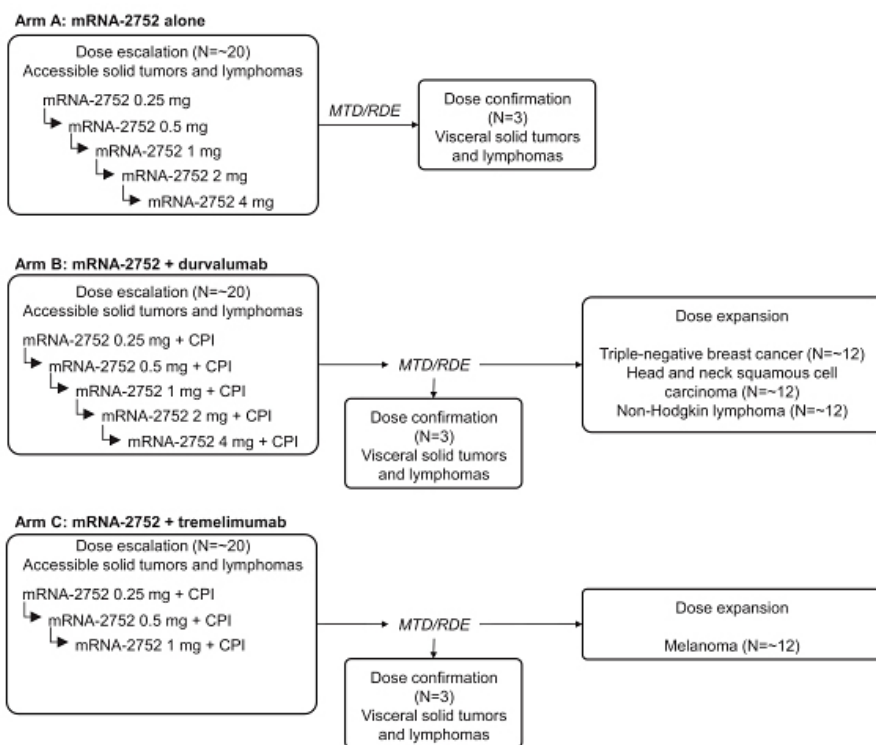 Arm A: mRNA-2752 alone
Dose escalation (N=~20)
Accessible solid tumors and lymphomas
mRNA-2752 0.25 mg
mRNA-2752 0.5 mg
mRNA-2752 1 mg
mRNA-2752 2 mg
mRNA-2752 4 mg
MTD/RDE
Dose confirmation
(N=3)
Visceral solid tumors
and lymphomas
Arm B: mRNA-2752 + durvalumab
Dose escalation (N=~20)
Accessible solid tumors and lymphomas
mRNA-2752 0.25 mg + CPI
mRNA-2752 0.5 mg + CPI
mRNA-2752 1 mg + CPI
mRNA-2752 2 mg + CPI
mRNA-2752 4 mg + CPI
MTD/RDE
Dose confirmation
(N=3)
Visceral solid tumors
and lymphomas
Dose expansion
Triple-negative breast cancer (N=~12)
Head and neck squamous cell
carcinoma (N=~12)
Non-Hodgkin lymphoma (N=~12)
Arm C: mRNA-2752 + tremelimumab
Dose escalation (N=~20)
Accessible solid tumors and lymphomas
mRNA-2752 0.25 mg + CPI
mRNA-2752 0.5 mg + CPI
mRNA-2752 1 mg + CPI
MTD/RDE
Dose confirmation
(N=3)
Visceral solid tumors
and lymphomas
Dose expansion
Melanoma (N=~12)